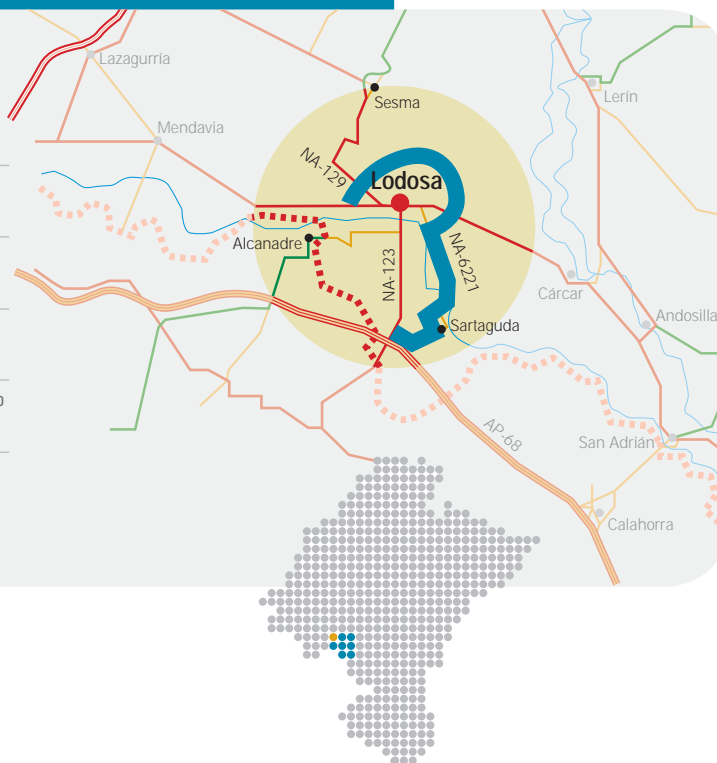 Lazagurría
Sesma
Lerín
Mendavia
NA-129
Lodosa
Alcanadre
NA-123
NA-6221
Cárcar
Andosilla
Sartaguda
AP-68
San Adrián
Calahorra